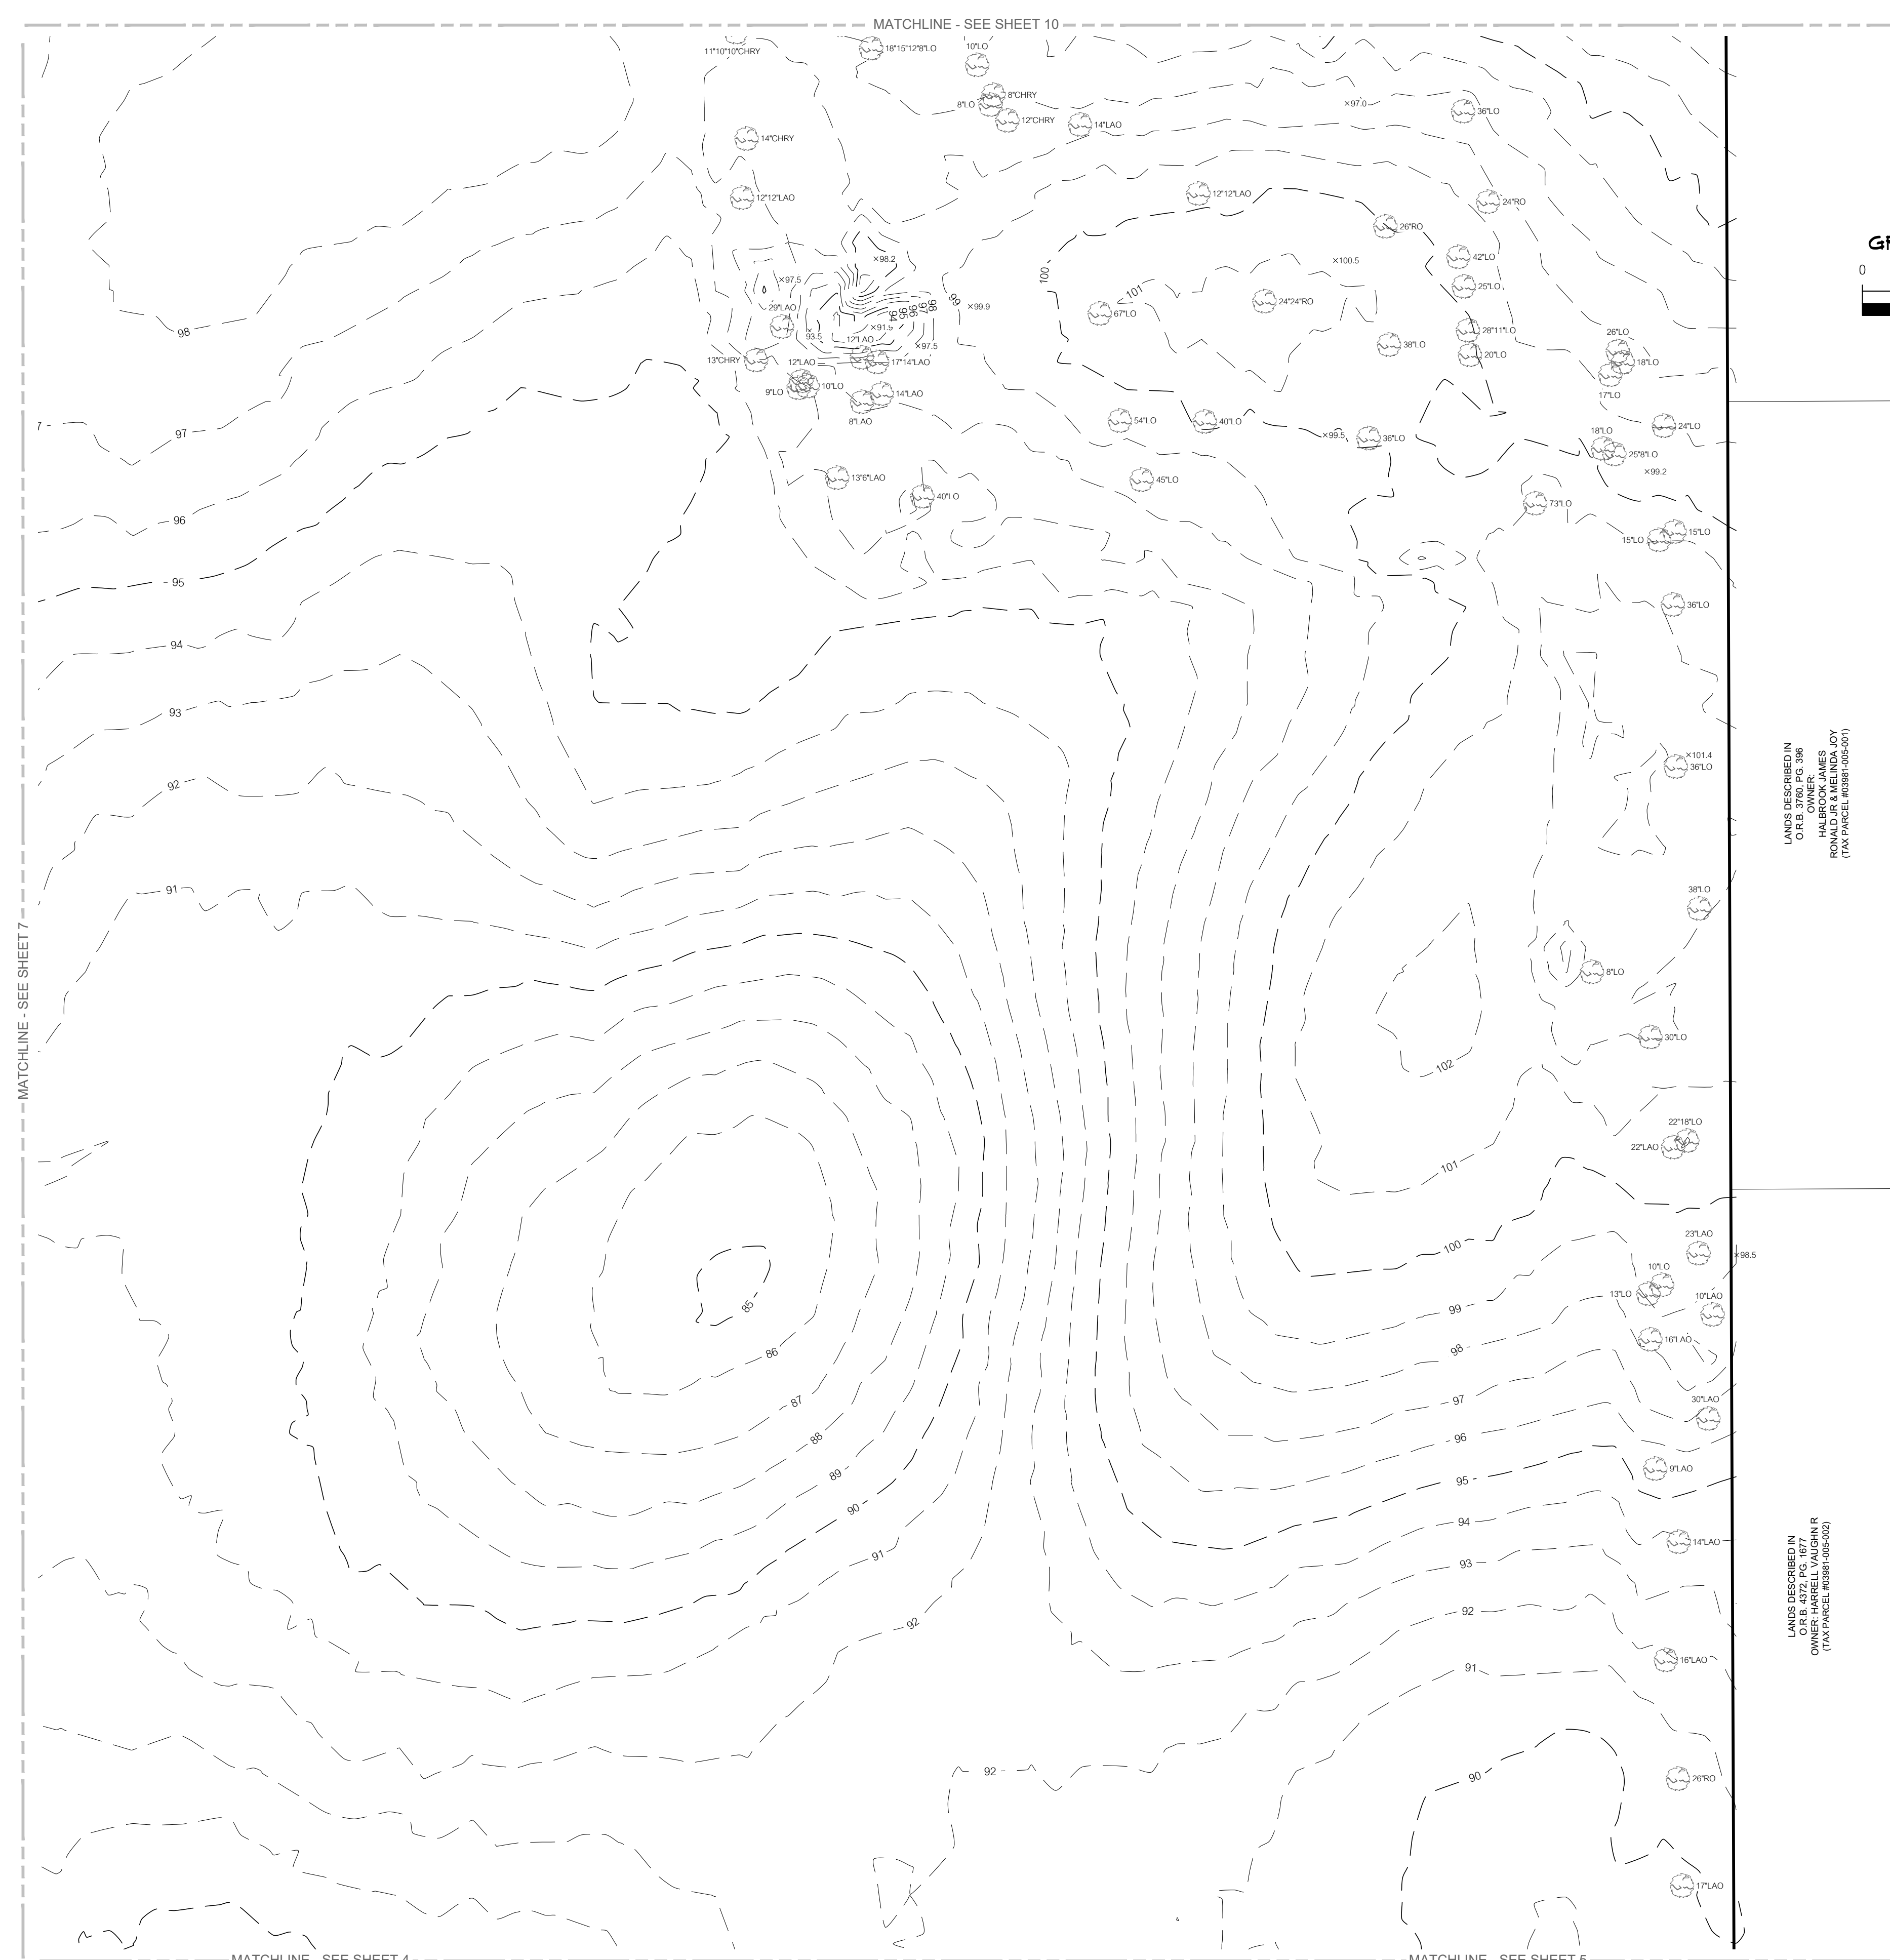 MATCHLINE - SEE SHEET 10
11"10"10"CHRY
18"15"12"8"LO
10"LO
8"CHRY
8"LO
12"CHRY
14"LAO
×97.0
36"LO
14"CHRY
12"12"LAO
12"12"LAO
24"RO
26"RO
42"LO
25"LO
×98.2
×97.5
×100.5
100
101
99
×99.9
24"24"RO
67"LO
29"LAO
93.5
×91.9
94
95
96
97
98
×97.5
28"11"LO
20"LO
38"LO
26"LO
18"LO
17"LO
98
13"CHRY
12"LAO
12"LAO
17"14"LAO
9"LO
10"LO
14"LAO
8"LAO
0
7
97
54"LO
40"LO
×99.5
36"LO
24"LO
18"LO
25"8"LO
×99.2
13"6"LAO
40"LO
45"LO
73"LO
96
15"LO
15"LO
95
36"LO
94
93
×101.4
36"LO
92
LANDS DESCRIBED IN
O.R.B. 3760, PG. 396
OWNER:
HALBROOK JAMES
RONALD JR & MELINDA JOY
(TAX PARCEL #03981-005-001)
91
38"LO
8"LO
MATCHLINE - SEE SHEET 7
30"LO
102
22"18"LO
22"LAO
101
23"LAO
100
×98.5
10"LO
13"LO
10"LAO
85
99
16"LAO
86
98
87
97
30"LAO
88
96
89
95
9"LAO
90
94
14"LAO
91
93
92
92
LANDS DESCRIBED IN
O.R.B. 4372, PG. 1677
OWNER: HARRELL VAUGHN R
(TAX PARCEL #03981-005-002)
16"LAO
91
92
90
26"RO
17"LAO
MATCHLINE - SEE SHEET 4
MATCHLINE - SEE SHEET 5